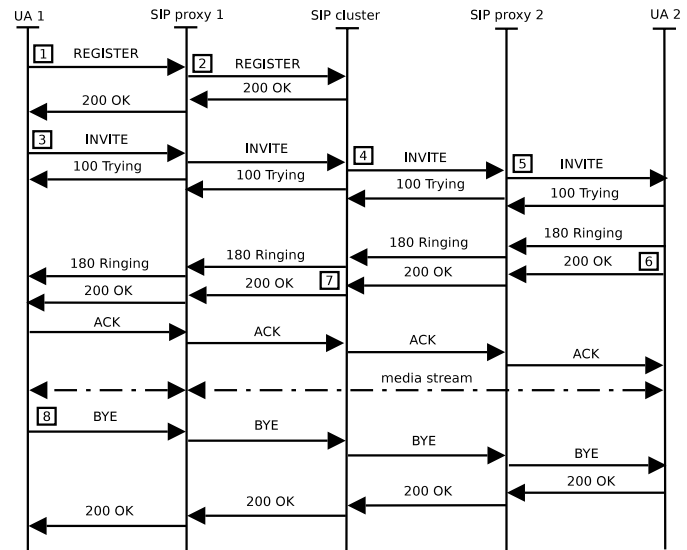 UA 1
SIP proxy 1
SIP cluster
SIP proxy 2
UA 2
1 REGISTER
2 REGISTER
200 OK
200 OK
3 INVITE
INVITE
4 INVITE
5 INVITE
100 Trying
100 Trying
100 Trying
100 Trying
180 Ringing
180 Ringing
180 Ringing
180 Ringing
200 OK 6
200 OK
7 200 OK
200 OK
ACK
ACK
ACK
ACK
media stream
8 BYE
BYE
BYE
BYE
200 OK
200 OK
200 OK
200 OK